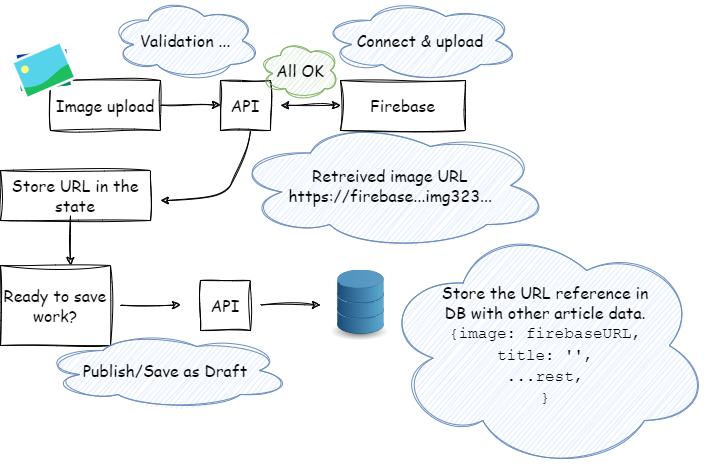 Validation ...
Connect & upload
All OK
Image upload
API
Firebase
Retreived image URL
https://firebase...img323...
Store URL in the
state
Ready to save
work?
API
Store the URL reference in
DB with other article data.
{image: firebaseURL,
title: '',
...rest,
}
Publish/Save as Draft